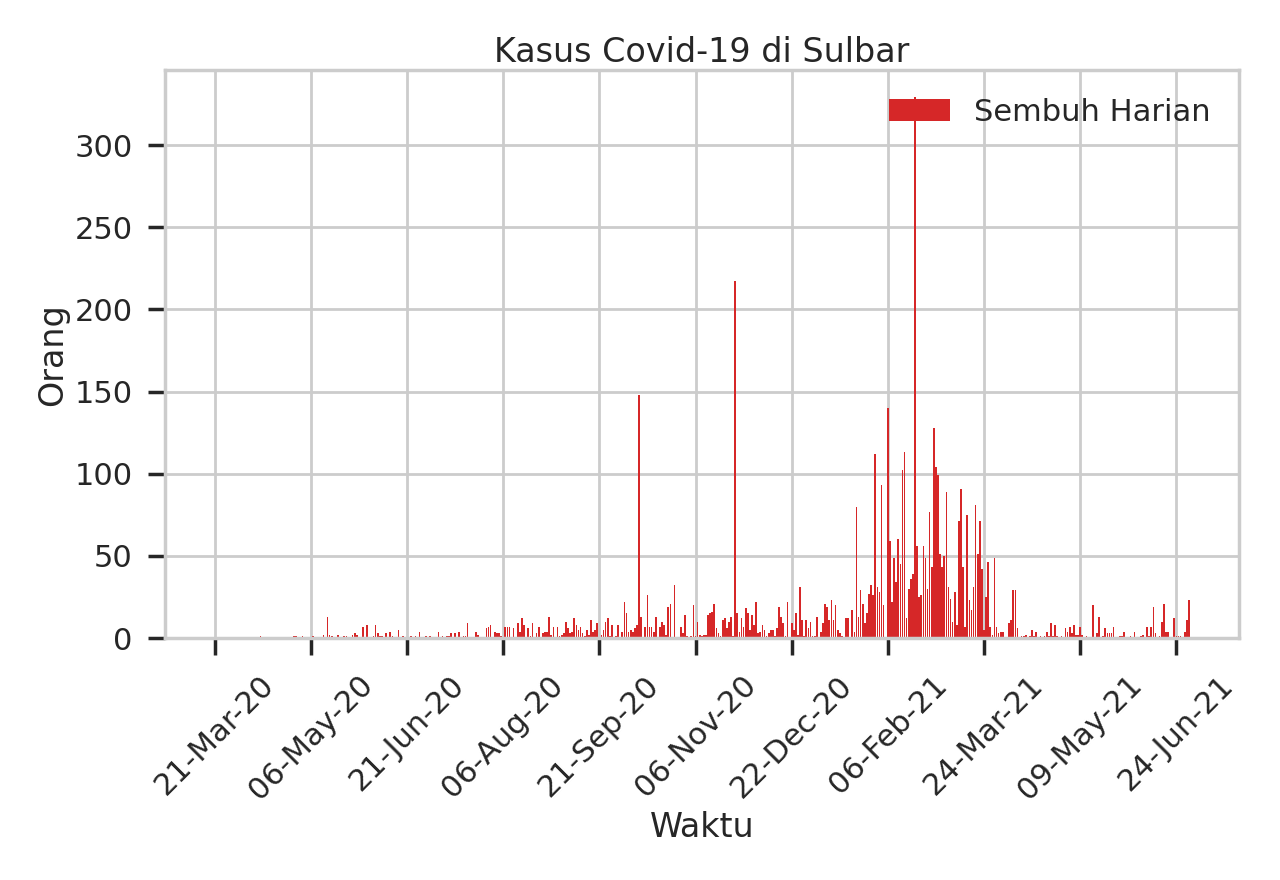 Kasus Covid-19 di Sulbar
Sembuh Harian
Orang
300
250
200
150
100
50
0
21-Mar-20
06-May-20
21-Jun-20
06-Aug-20
21-Sep-20
06-Nov-20
22-Dec-20
06-Feb-21
24-Mar-21
09-May-21
24-Jun-21
Waktu